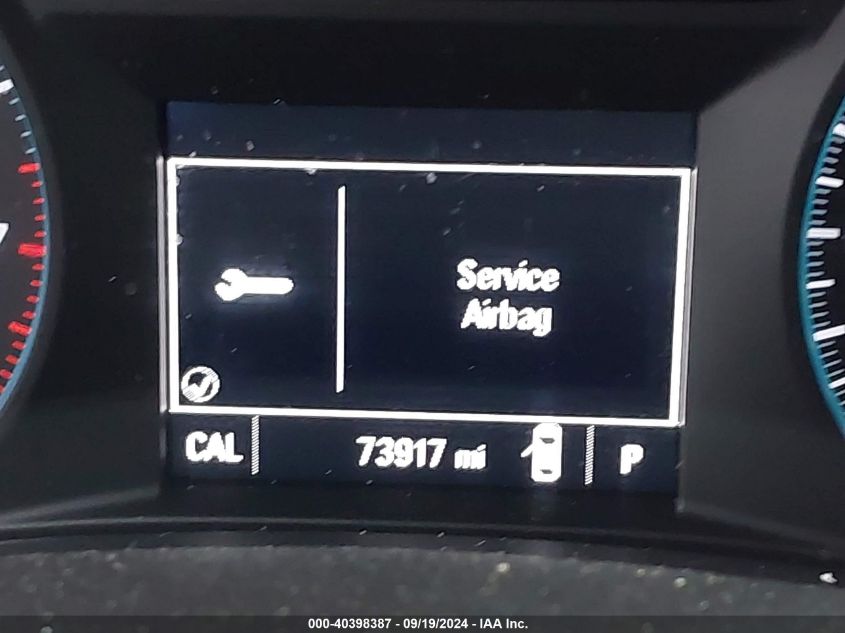 Service
Airbag
CAL 73917 mi P
000-40398387 - 09/19/2024 - IAA Inc.